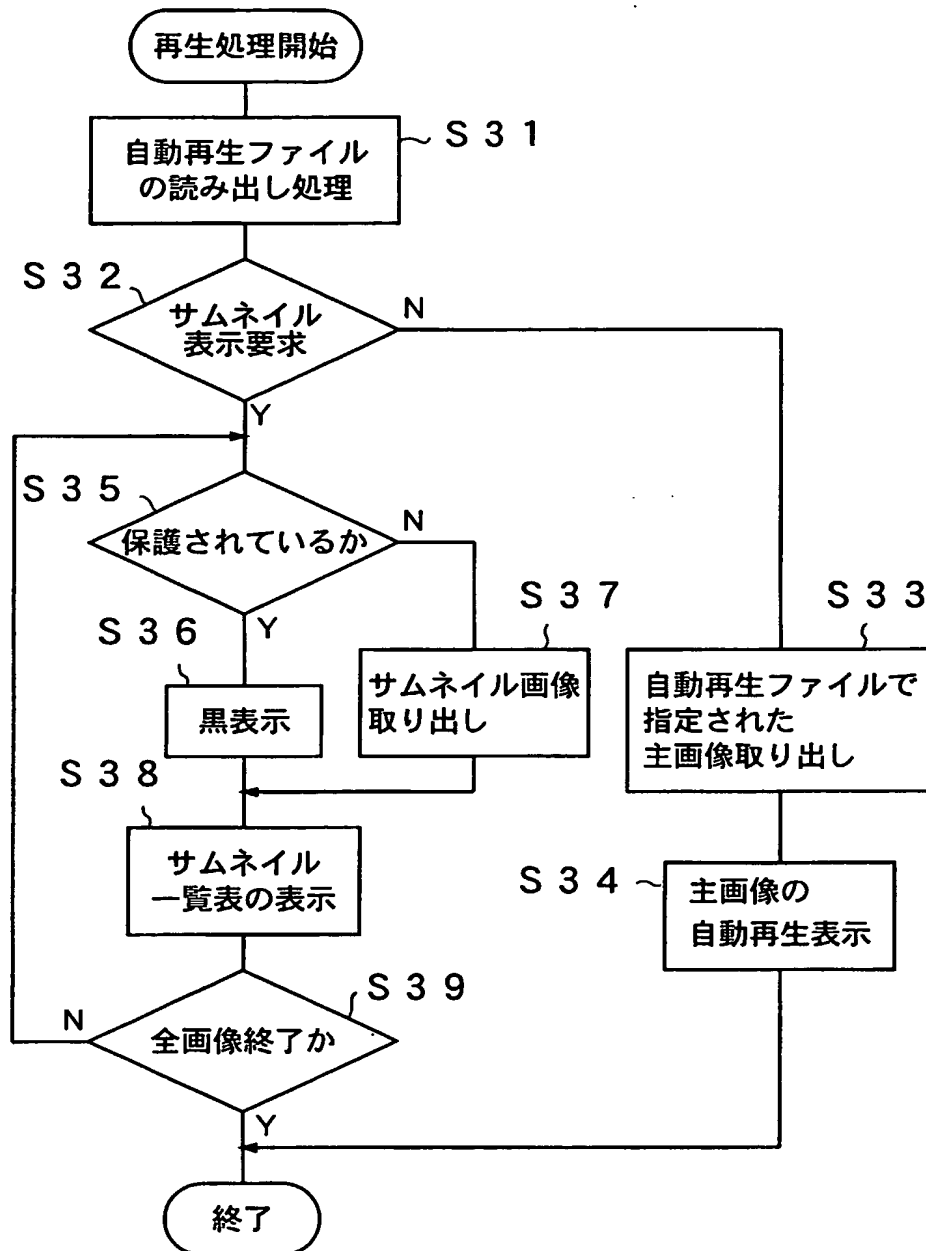 再生処理開始
自動再生ファイル
の読み出し処理
S31
S32
サムネイル
表示要求
N
Y
S35
保護されているか
N
Y
S36
黒表示
S37
サムネイル画像
取り出し
S33
自動再生ファイルで
指定された
主画像取り出し
S38
サムネイル
一覧表の表示
S34
主画像の
自動再生表示
S39
全画像終了か
N
Y
終了